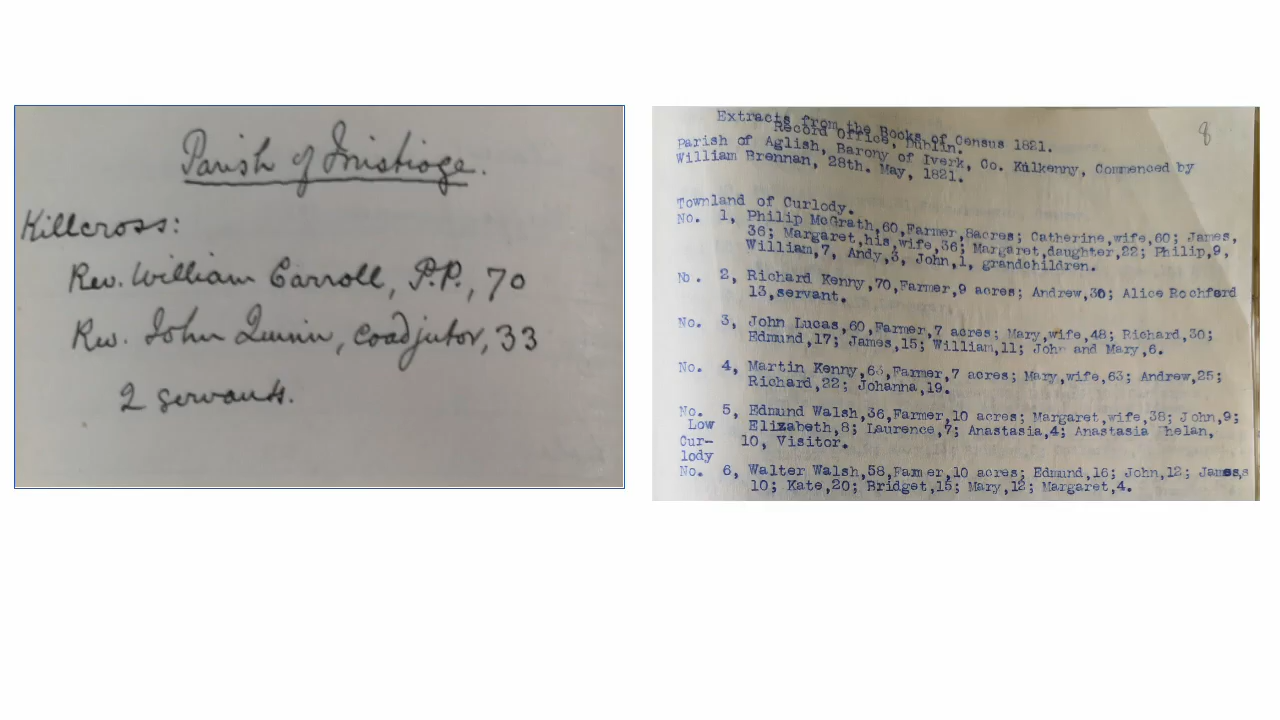 Parish of Inistioge.
Killcross:
Rev. William Carroll, P.P., 70
Rev. John Quinn, coadjutor, 33
2 servants.
8
Extracts from the Books of Census 1821.
Record Office, Dublin.
Parish of Aglish, Barony of Iverk, Co. Kilkenny, Commenced by
William Brennan, 28th. May, 1821.
Townland of Curlody.
No. 1, Philip McGrath,60,Farmer,8acres; Catherine,wife,60; James,
36; Margaret,his wife,36; Margaret,daughter,22; Philip,9,
William,7, Andy,3, John,1, grandchildren.
No. 2, Richard Kenny,70,Farmer,9 acres; Andrew,30; Alice Rochford
13,servant.
No. 3, John Lucas,60,Farmer,7 acres; Mary,wife,48; Richard,30;
Edmund,17; James,15; William,11; John and Mary,6.
No. 4, Martin Kenny,63,Farmer,7 acres; Mary,wife,63; Andrew,25;
Richard,22; Johanna,19.
No. 5, Edmund Walsh,36,Farmer,10 acres; Margaret,wife,38; John,9;
Low Elizabeth,8; Laurence,7; Anastasia,4; Anastasia
Cur- 10, Visitor.
lody
No. 6, Walter Walsh,58,Farmer,10 acres; Edmund,16; John,12; James,
10; Kate,20; Bridget,15; Mary,12; Margaret,4.